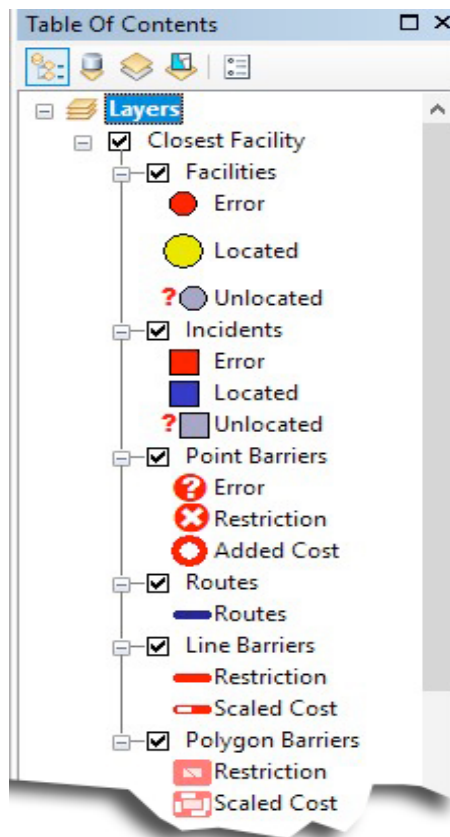 Table Of Contents
Layers
Closest Facility
Facilities
Error
Located
? Unlocated
Incidents
Error
Located
? Unlocated
Point Barriers
? Error
Restriction
Added Cost
Routes
Routes
Line Barriers
Restriction
Scaled Cost
Polygon Barriers
Restriction
Scaled Cost